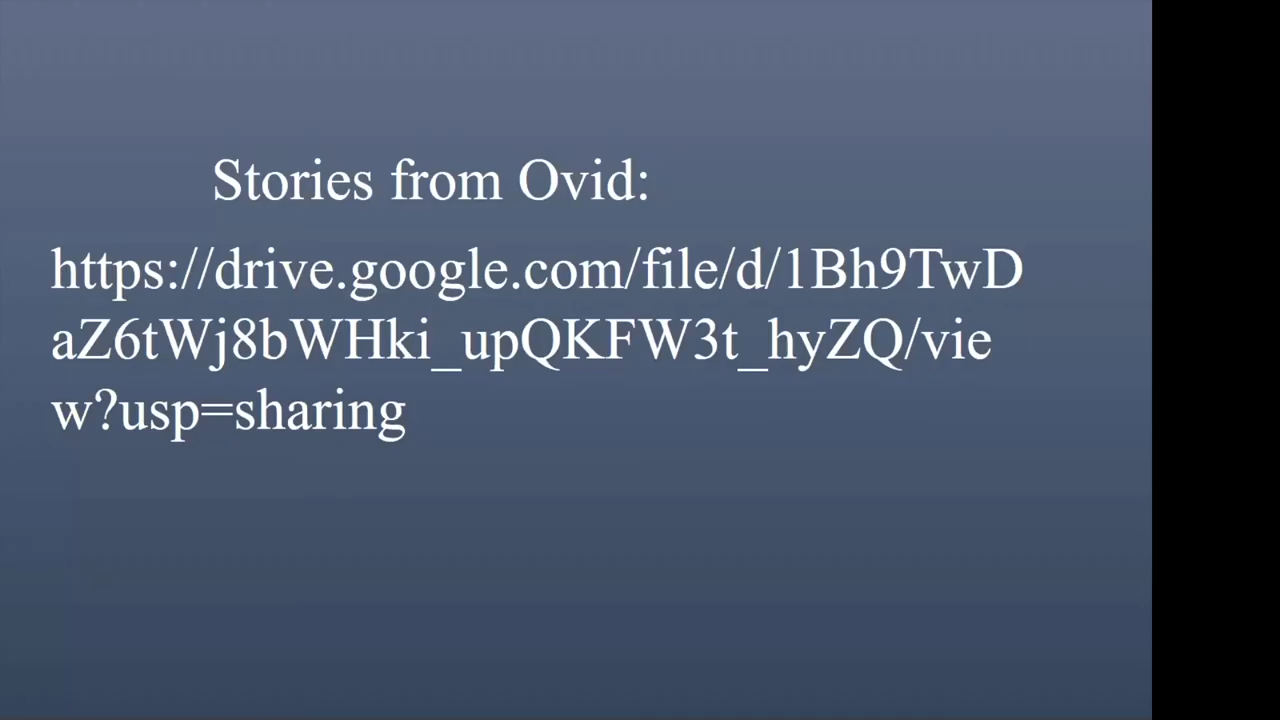 Stories from Ovid:
https://drive.google.com/file/d/1Bh9TwD
aZ6tWj8bWHki_upQKFW3t_hyZQ/vie
w?usp=sharing